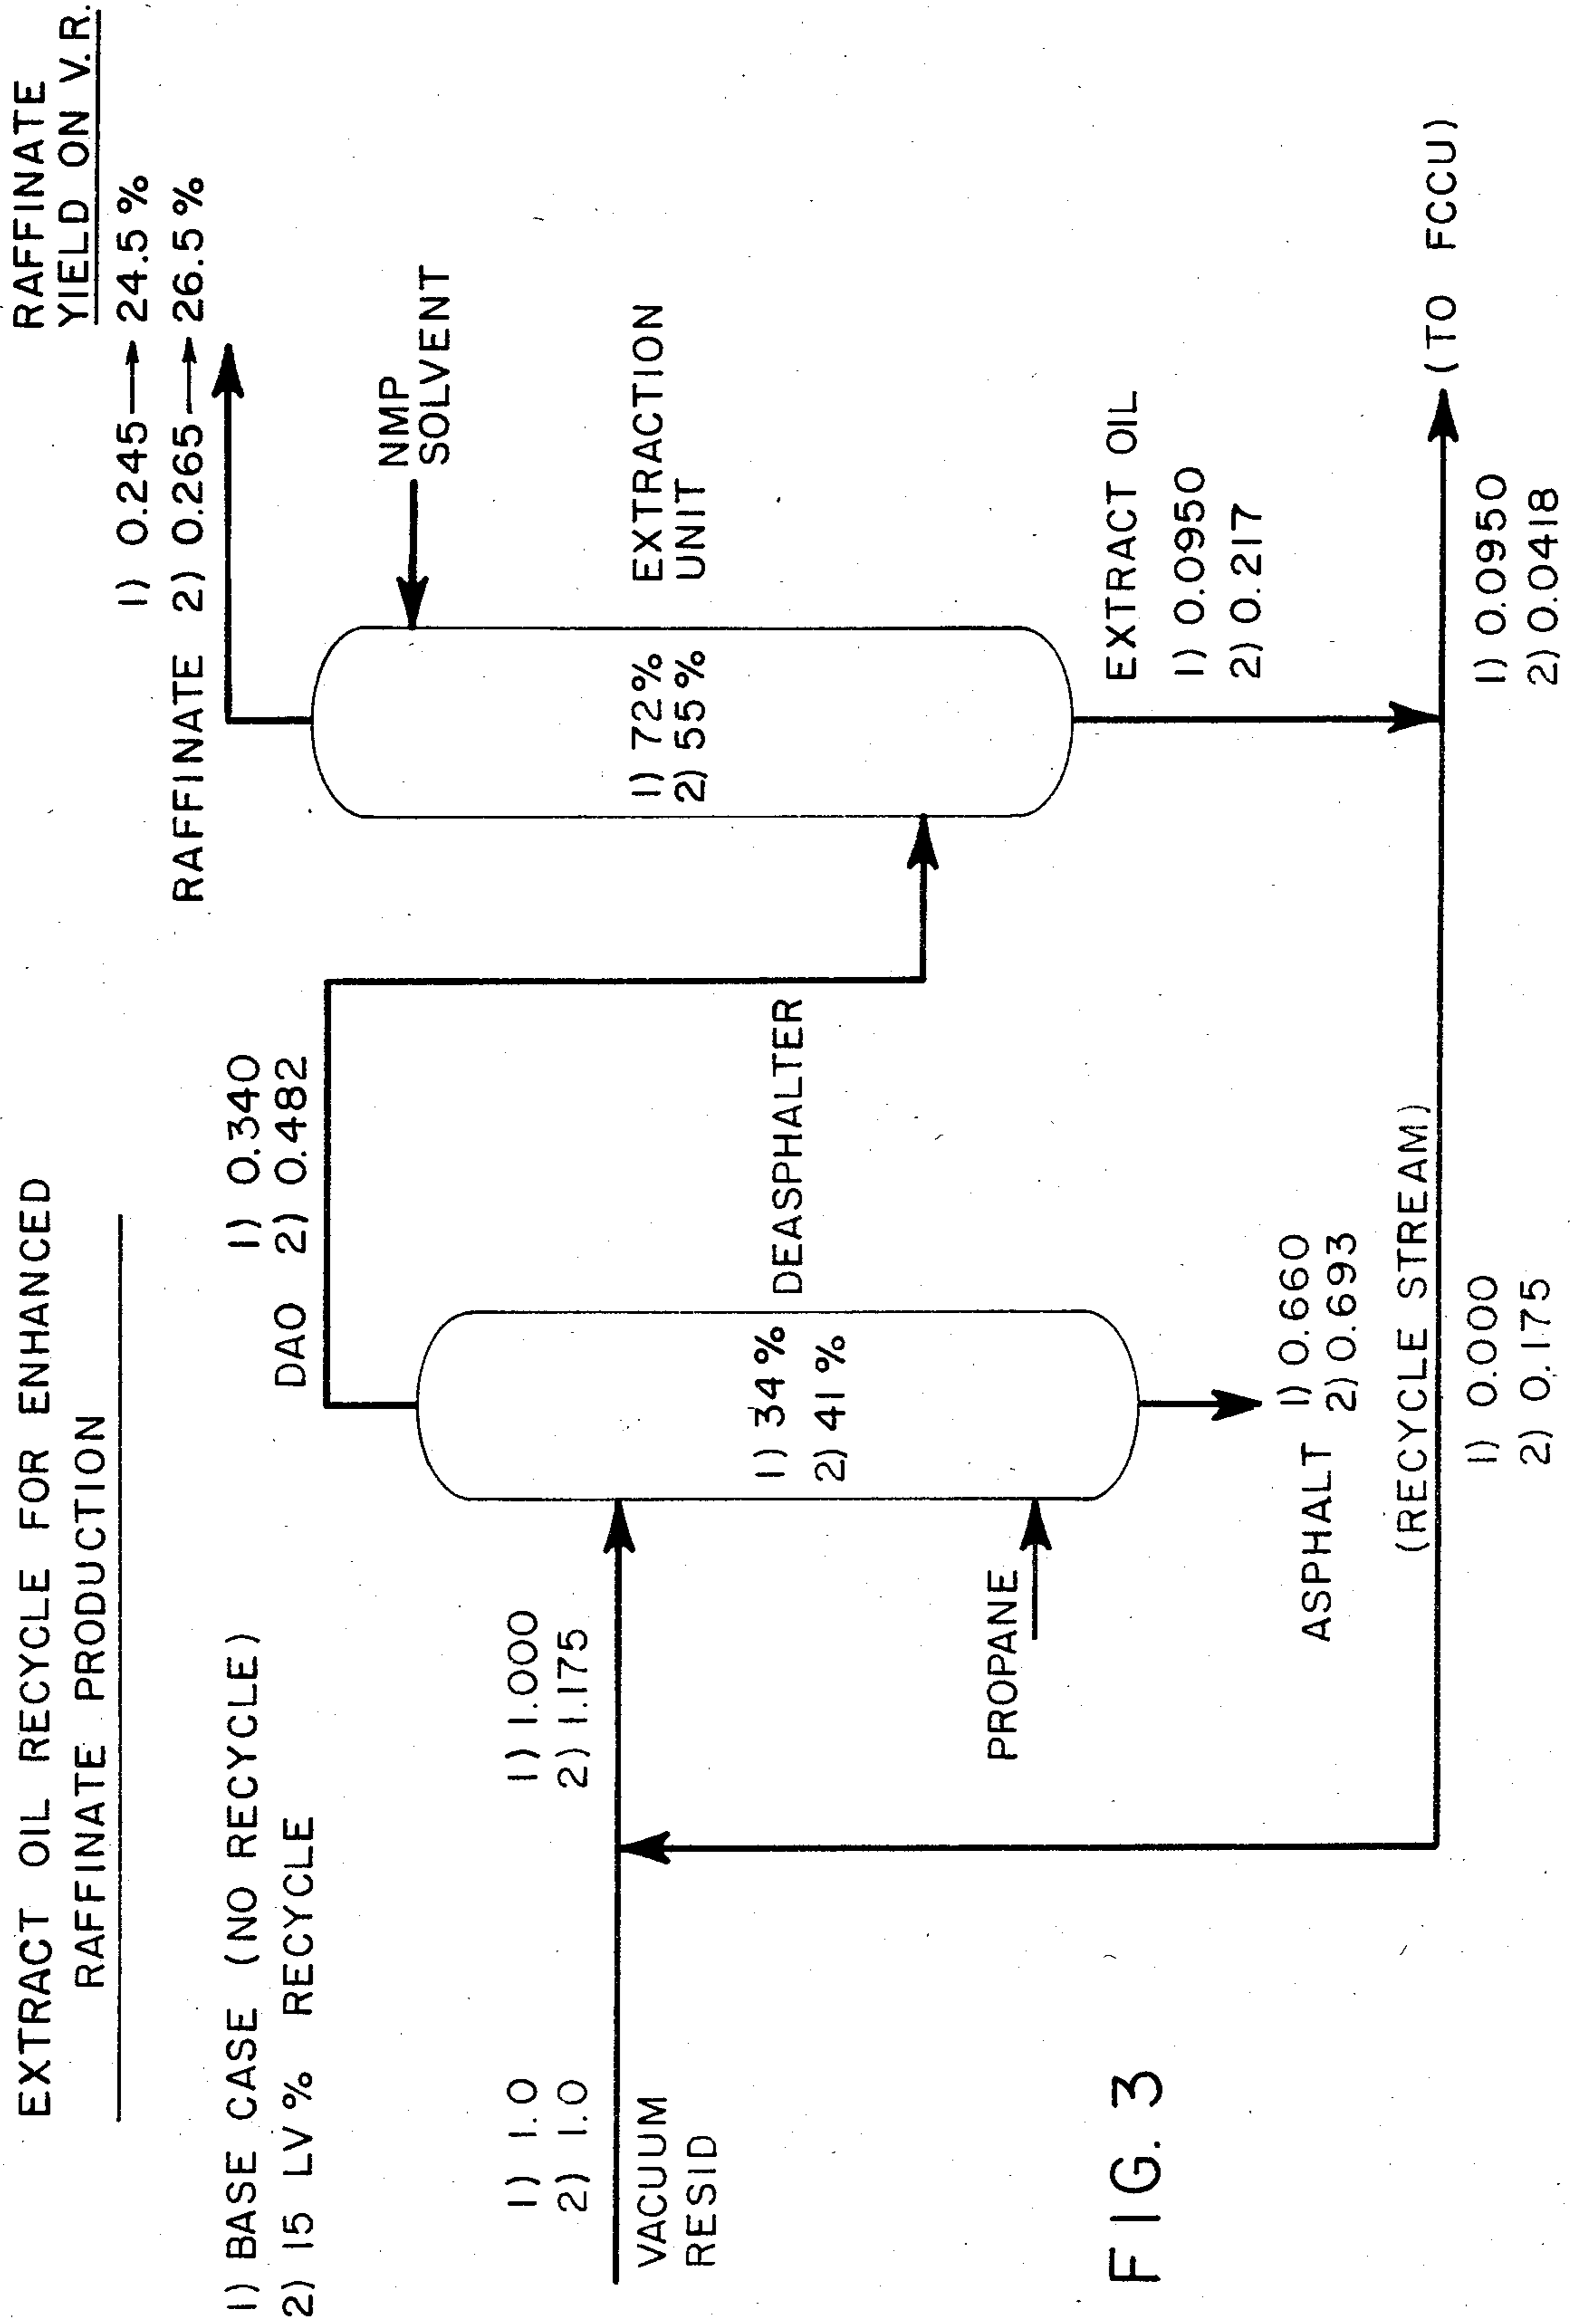 EXTRACT OIL RECYCLE FOR ENHANCED
RAFFINATE PRODUCTION
1) BASE CASE (NO RECYCLE)
2) 15 LV % RECYCLE
1) 1.0
2) 1.0
VACUUM
RESID
1) 1.000
2) 1.175
PROPANE
1) 34 %
2) 41 %
DEASPHALTER
ASPHALT 1) 0.660
2) 0.693
(RECYCLE STREAM)
1) 0.000
2) 0.175
1) 0.340
DAO 2) 0.482
1) 72 %
2) 55 %
EXTRACTION
UNIT
NMP
SOLVENT
RAFFINATE
YIELD ON V.R.
1) 0.245 → 24.5 %
RAFFINATE 2) 0.265 → 26.5 %
EXTRACT OIL
1) 0.0950
2) 0.217
(TO FCCU)
1) 0.0950
2) 0.0418
FIG. 3